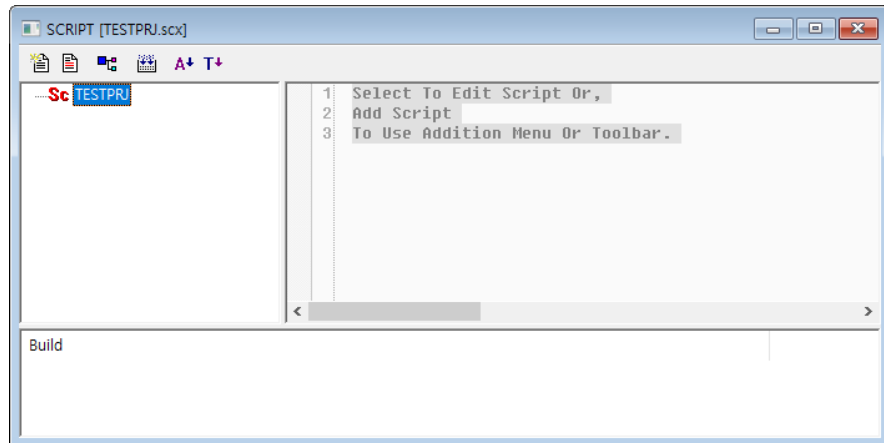 SCRIPT [TESTPRJ.scx]
A T
Sc TESTPRJ
1 Select To Edit Script Or,
2 Add Script
3 To Use Addition Menu Or Toolbar.
Build